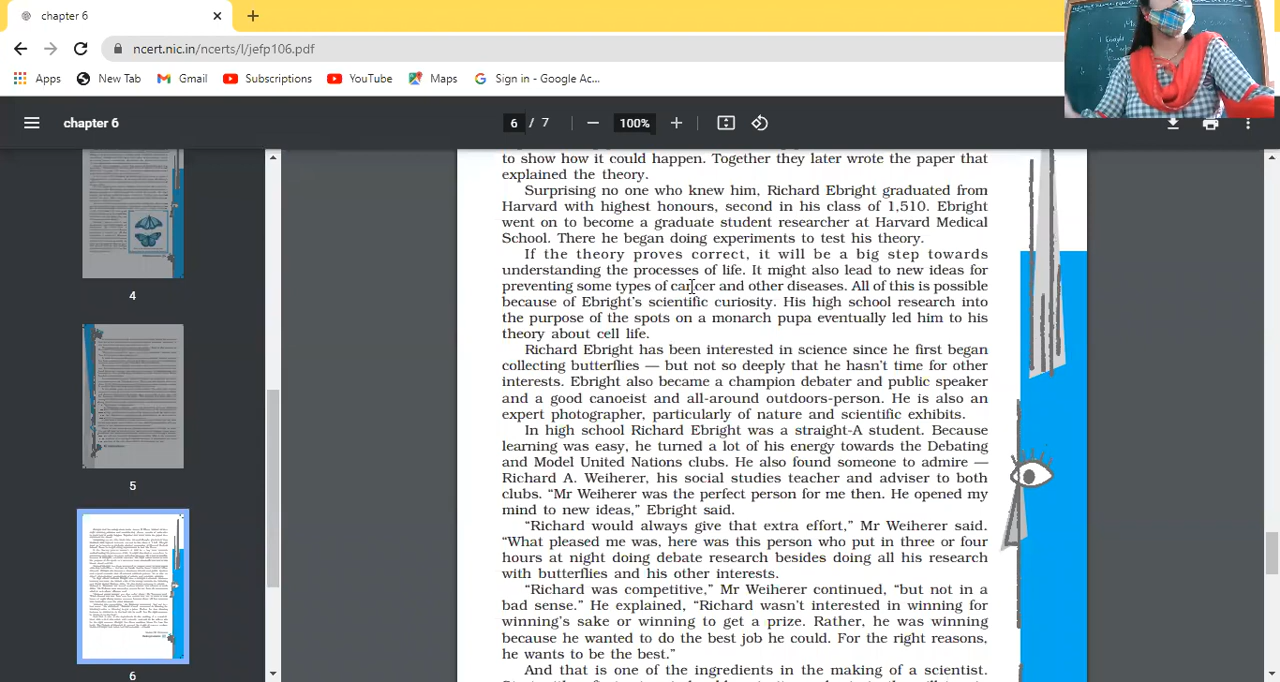 chapter 6
ncert.nic.in/ncerts/l/jefp106.pdf
Apps New Tab Gmail Subscriptions YouTube Maps Sign in - Google Ac...
chapter 6
6 / 7
100%
4
5
6
to show how it could happen. Together they later wrote the paper that
explained the theory.
Surprising no one who knew him, Richard Ebright graduated from
Harvard with highest honours, second in his class of 1,510. Ebright
went on to become a graduate student researcher at Harvard Medical
School. There he began doing experiments to test his theory.
If the theory proves correct, it will be a big step towards
understanding the processes of life. It might also lead to new ideas for
preventing some types of cancer and other diseases. All of this is possible
because of Ebright's scientific curiosity. His high school research into
the purpose of the spots on a monarch pupa eventually led him to his
theory about cell life.
Richard Ebright has been interested in science since he first began
collecting butterflies — but not so deeply that he hasn't time for other
interests. Ebright also became a champion debater and public speaker
and a good canoeist and all-around outdoors-person. He is also an
expert photographer, particularly of nature and scientific exhibits.
In high school Richard Ebright was a straight-A student. Because
learning was easy, he turned a lot of his energy towards the Debating
and Model United Nations clubs. He also found someone to admire —
Richard A. Weiherer, his social studies teacher and adviser to both
clubs. “Mr Weiherer was the perfect person for me then. He opened my
mind to new ideas,” Ebright said.
“Richard would always give that extra effort,” Mr Weiherer said.
“What pleased me was, here was this person who put in three or four
hours at night doing debate research besides doing all his research
with butterflies and his other interests.
“Richard was competitive,” Mr Weiherer continued, “but not in a
bad sense.” He explained, “Richard wasn't interested in winning for
winning's sake or winning to get a prize. Rather, he was winning
because he wanted to do the best job he could. For the right reasons,
he wants to be the best.”
And that is one of the ingredients in the making of a scientist.